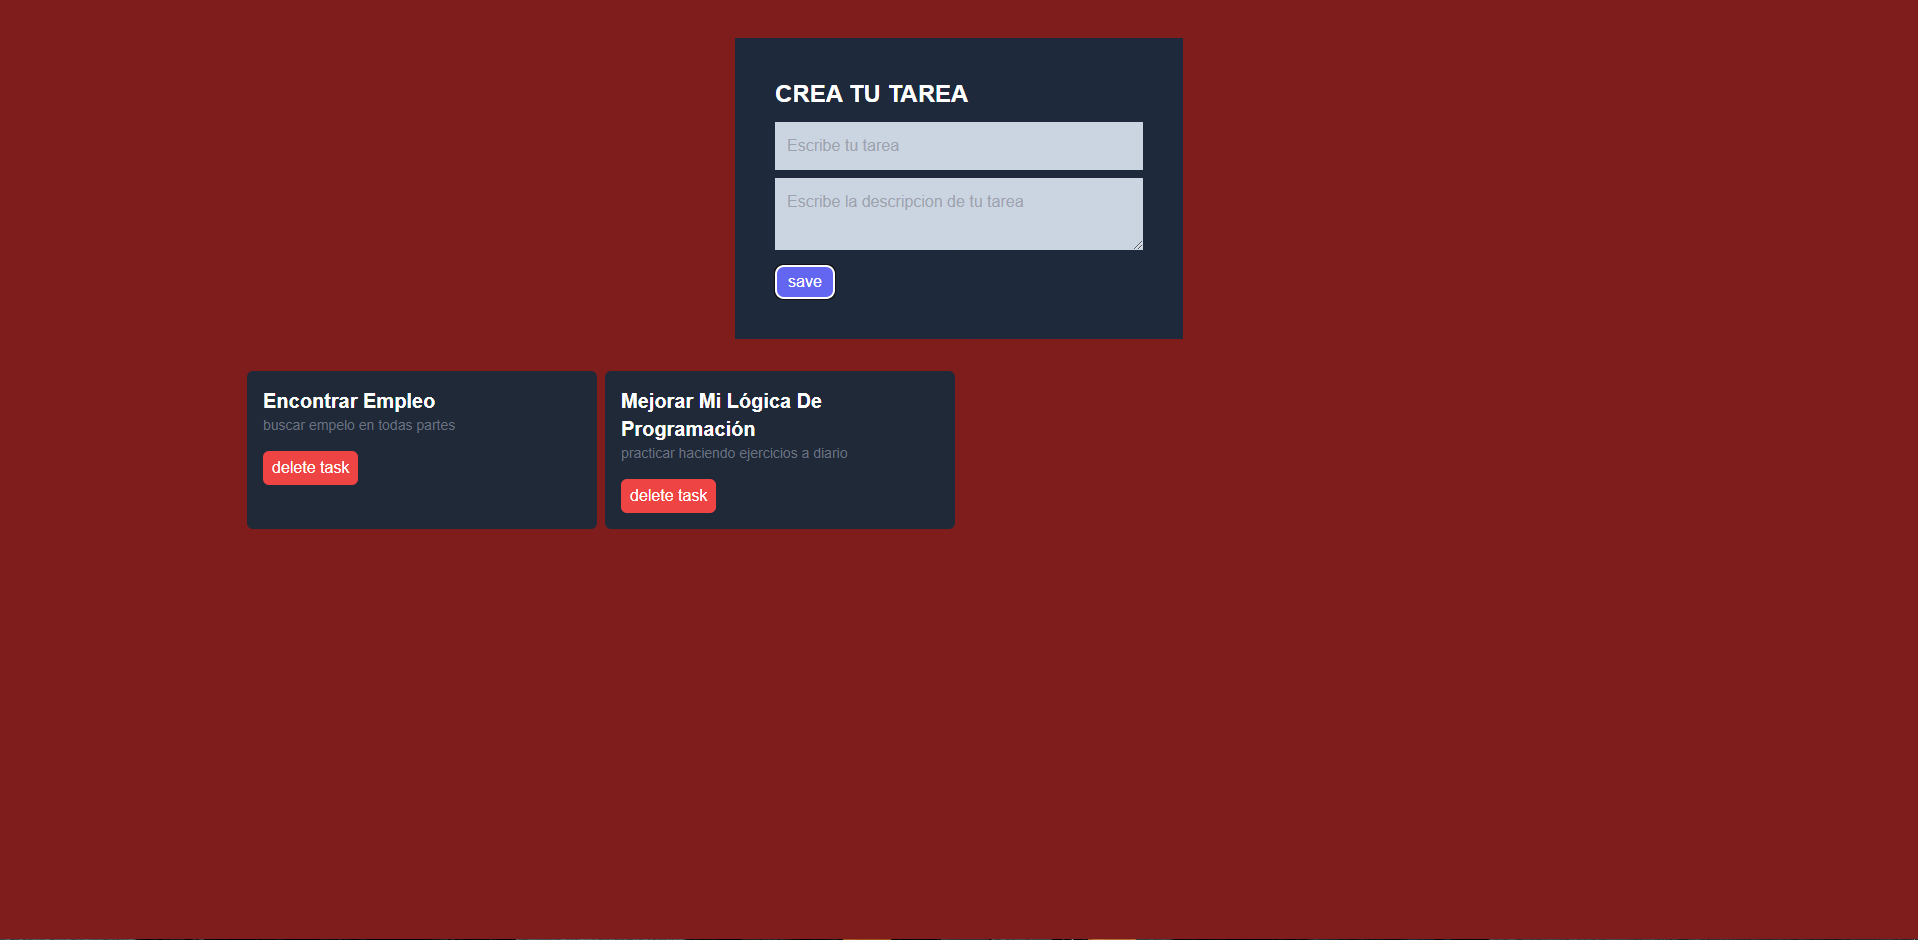 CREA TU TAREA
Escribe tu tarea
Escribe la descripcion de tu tarea
save
Encontrar Empleo
buscar empelo en todas partes
delete task
Mejorar Mi Lógica De
Programación
practicar haciendo ejercicios a diario
delete task